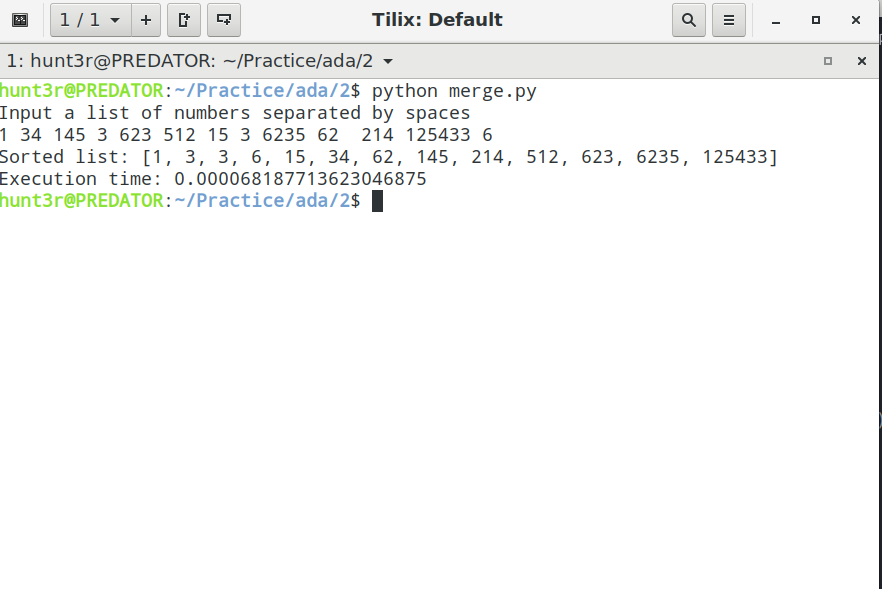 1 / 1
Tilix: Default
1: hunt3r@PREDATOR: ~/Practice/ada/2
hunt3r@PREDATOR:~/Practice/ada/2$ python merge.py
Input a list of numbers separated by spaces
1 34 145 3 623 512 15 3 6235 62  214 125433 6
Sorted list: [1, 3, 3, 6, 15, 34, 62, 145, 214, 512, 623, 6235, 125433]
Execution time: 0.000068187713623046875
hunt3r@PREDATOR:~/Practice/ada/2$